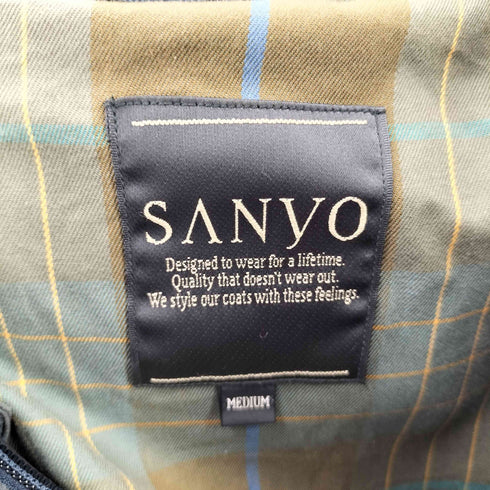 SANYO
Designed to wear for a lifetime.
Quality that doesn't wear out.
We style our coats with these feelings.
MEDIUM